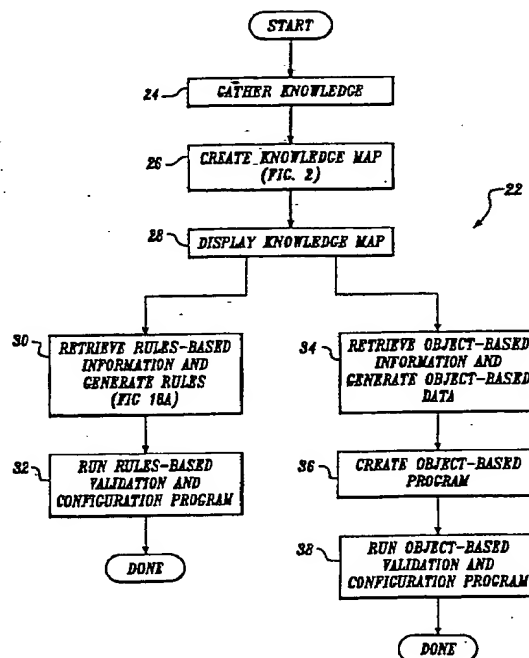 START
24
GATHER KNOWLEDGE
26
CREATE KNOWLEDGE MAP
(FIG. 2)
22
28
DISPLAY KNOWLEDGE MAP
30
RETRIEVE RULES-BASED
INFORMATION AND
GENERATE RULES
(FIG 18A)
34
RETRIEVE OBJECT-BASED
INFORMATION AND
GENERATE OBJECT-BASED
DATA
32
RUN RULES-BASED
VALIDATION AND
CONFIGURATION PROGRAM
36
CREATE OBJECT-BASED
PROGRAM
DONE
38
RUN OBJECT-BASED
VALIDATION AND
CONFIGURATION PROGRAM
DONE